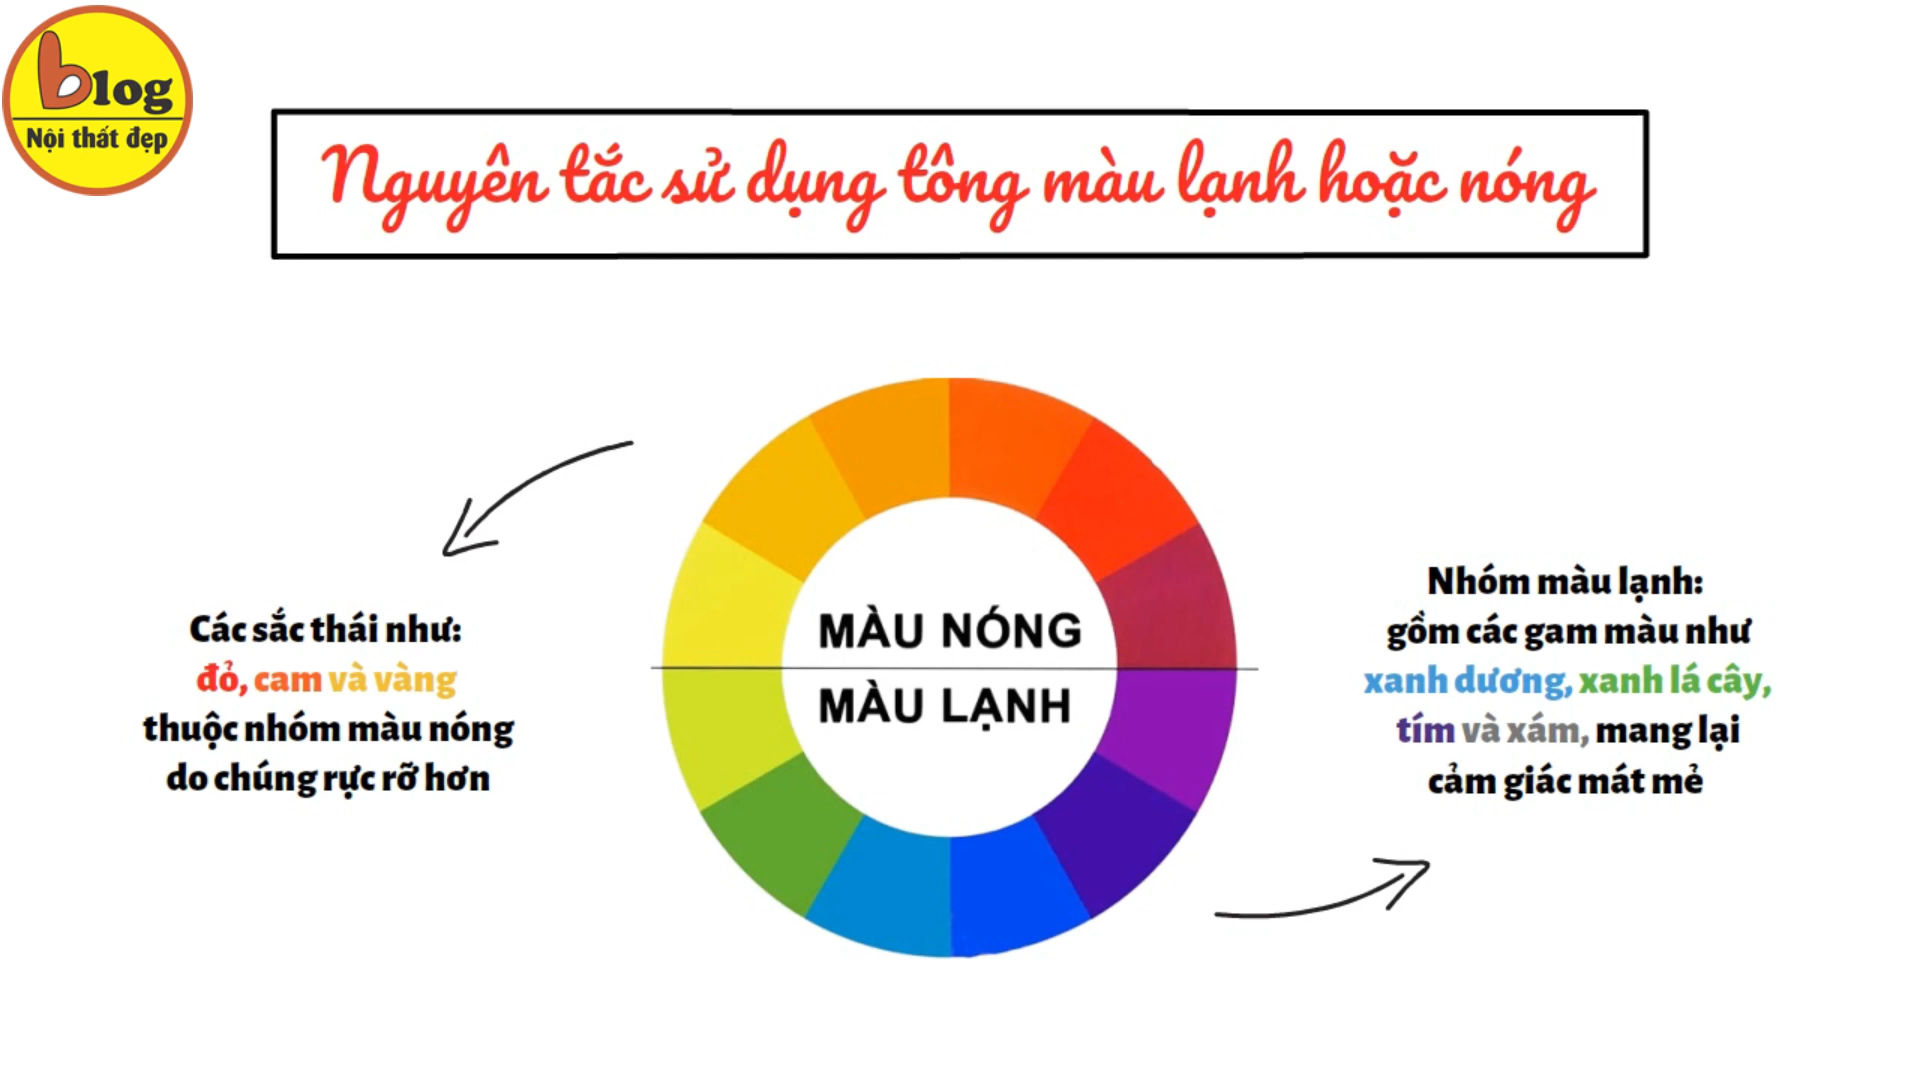 blog
Nội thất đẹp
Nguyên tắc sử dụng tông màu lạnh hoặc nóng
MÀU NÓNG
MÀU LẠNH
Các sắc thái như:
đỏ, cam và vàng
thuộc nhóm màu nóng
do chúng rực rỡ hơn
Nhóm màu lạnh:
gồm các gam màu như
xanh dương, xanh lá cây,
tím và xám, mang lại
cảm giác mát mẻ